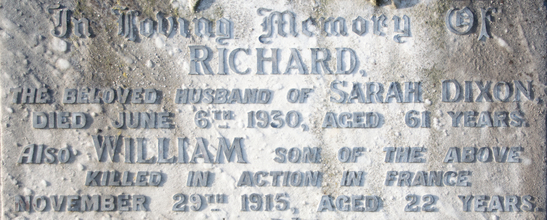 In Loving Memory Of
RICHARD,
THE BELOVED HUSBAND OF SARAH DIXON,
DIED JUNE 6TH 1930, AGED 61 YEARS.
Also WILLIAM SON OF THE ABOVE
KILLED IN ACTION IN FRANCE
NOVEMBER 29TH 1915, AGED 22 YEARS.